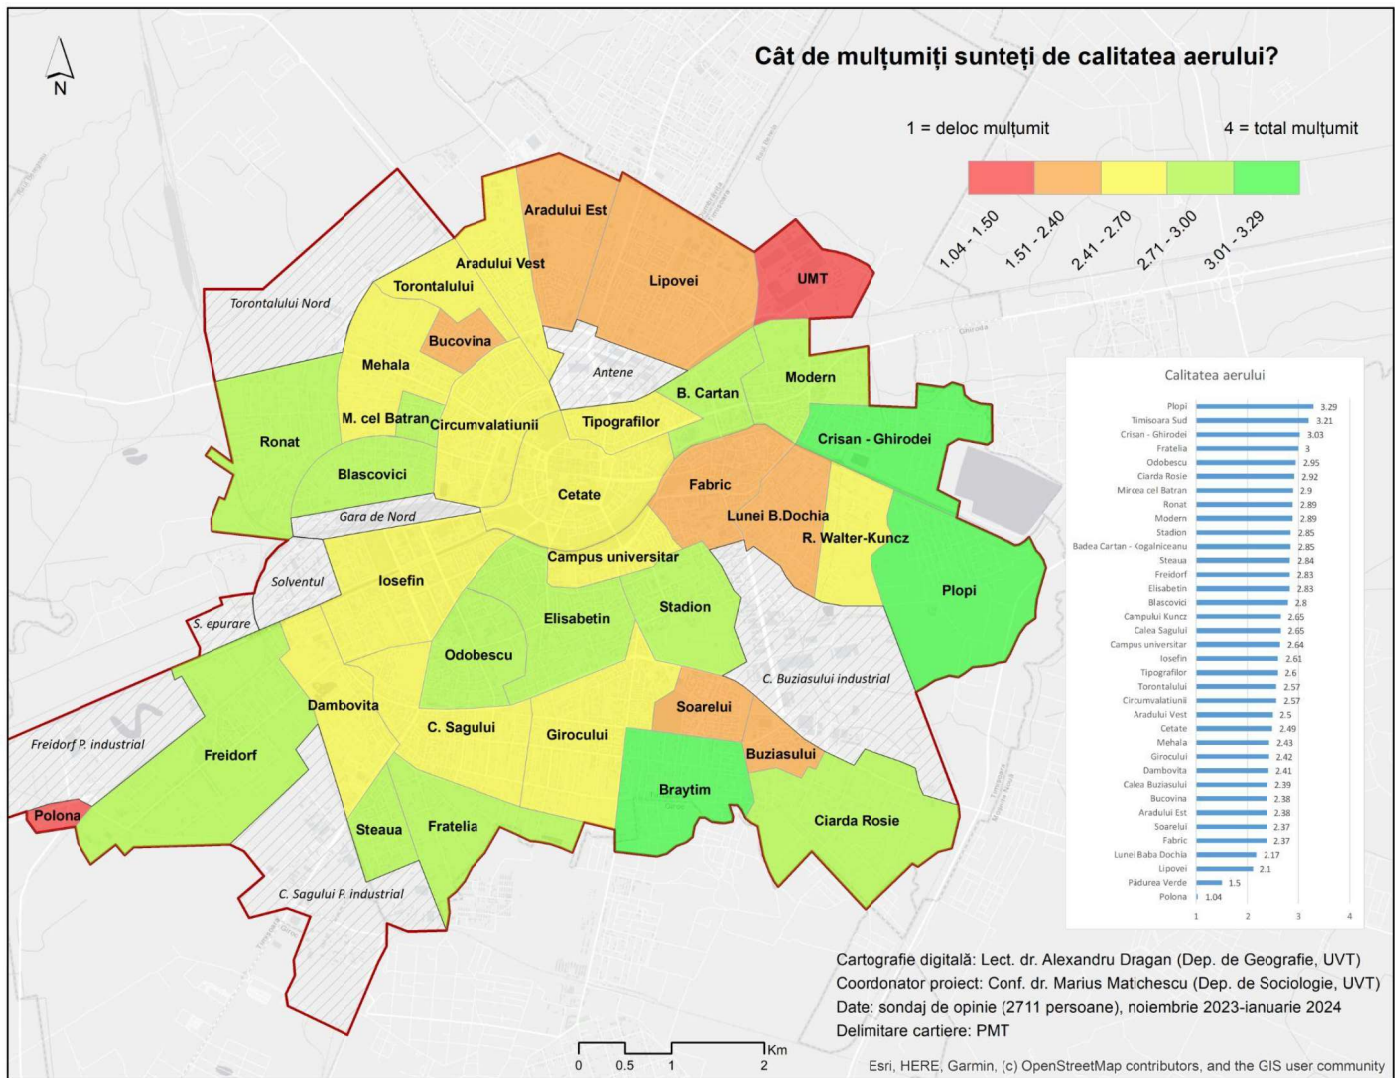 Cât de mulțumiți sunteți de calitatea aerului?
N
1 = deloc mulțumit
4 = total mulțumit
1.04 - 1.50
1.51 - 2.40
2.41 - 2.70
2.71 - 3.00
3.01 - 3.29
Aradului Est
Aradului Vest
Lipovei
UMT
Torontalului
Torontalului Nord
Bucovina
Mehala
Antene
Modern
B. Cartan
M. cel Batran
Circumvalatiunii
Tipografilor
Crisan - Ghirodei
Ronat
Blascovici
Cetate
Fabric
Gara de Nord
Lunei B.Dochia
R. Walter-Kuncz
Campus universitar
Iosefin
Solventul
Plopi
S. epurare
Elisabetin
Stadion
Odobescu
C. Buziasului industrial
Dambovita
Soarelui
C. Sagului
Girocului
Freidorf P. industrial
Freidorf
Buziasului
Braytim
Polona
Steaua
Fratelia
Ciarda Rosie
C. Sagului P. industrial
Ghiroda
Calitatea aerului
Plopi 3.29
Timisoara Sud 3.21
Crisan - Ghirodei 3.03
Fratelia 3
Odobescu 2.95
Ciarda Rosie 2.92
Mircea cel Batran 2.9
Ronat 2.89
Modern 2.89
Stadion 2.85
Badea Cartan - Kogalniceanu 2.85
Steaua 2.84
Freidorf 2.83
Elisabetin 2.83
Blascovici 2.8
Campului Kuncz 2.65
Calea Sagului 2.65
Campus universitar 2.64
Iosefin 2.61
Tipografilor 2.6
Torontalului 2.57
Circumvalatiunii 2.57
Aradului Vest 2.5
Cetate 2.49
Mehala 2.43
Girocului 2.42
Dambovita 2.41
Calea Buziasului 2.39
Bucovina 2.38
Aradului Est 2.38
Soarelui 2.37
Fabric 2.37
Lunei Baba Dochia 2.17
Lipovei 2.1
Pădurea Verde 1.5
Polona 1.04
1 2 3 4
Cartografie digitală: Lect. dr. Alexandru Dragan (Dep. de Geografie, UVT)
Coordonator proiect: Conf. dr. Marius Matichescu (Dep. de Sociologie, UVT)
Date: sondaj de opinie (2711 persoane), noiembrie 2023-ianuarie 2024
Delimitare cartiere: PMT
Km
0 0.5 1 2
Esri, HERE, Garmin, (c) OpenStreetMap contributors, and the GIS user community